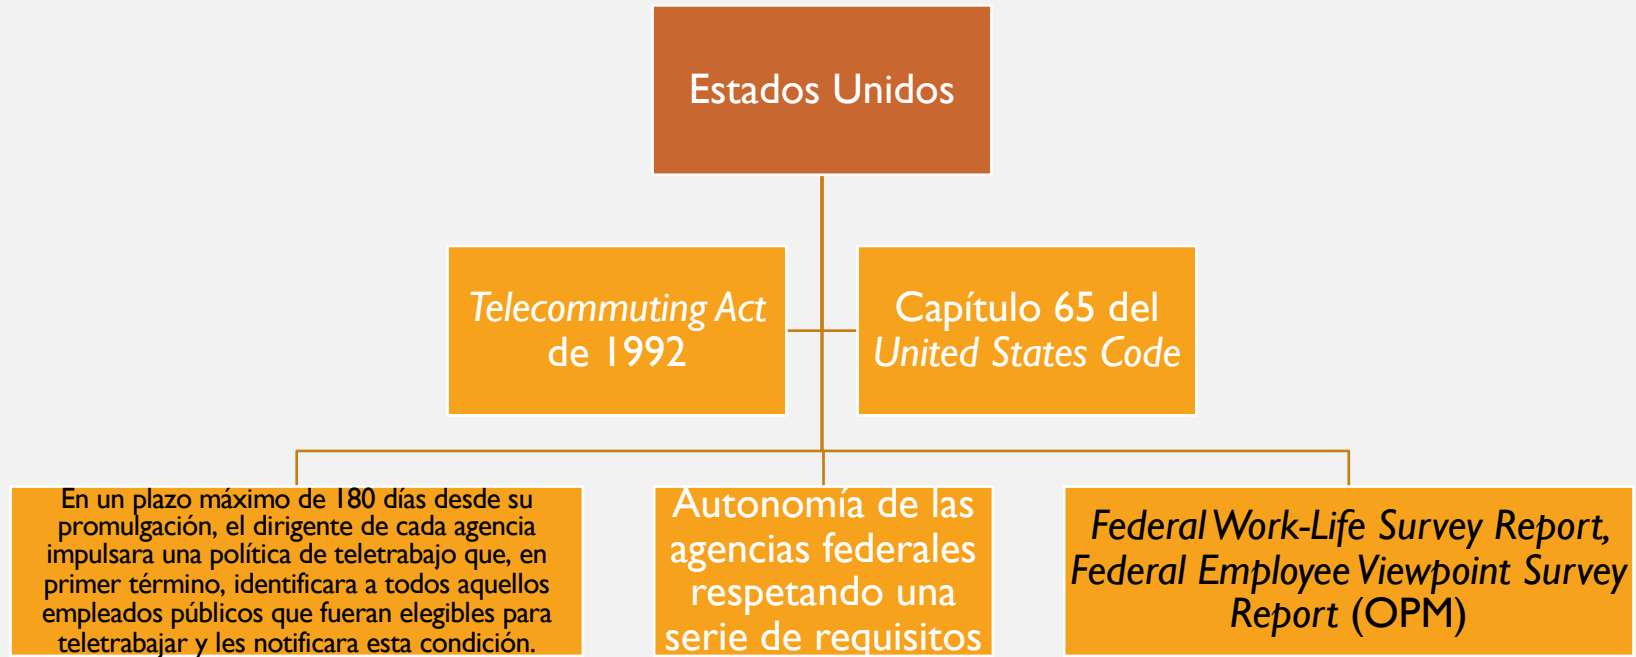 Estados Unidos
Telecommuting Act
de 1992
Capítulo 65 del
United States Code
En un plazo máximo de 180 días desde su
promulgación, el dirigente de cada agencia
impulsara una política de teletrabajo que, en
primer término, identificara a todos aquellos
empleados públicos que fueran elegibles para
teletrabajar y les notificara esta condición.
Autonomía de las
agencias federales
respetando una
serie de requisitos
Federal Work-Life Survey Report,
Federal Employee Viewpoint Survey
Report (OPM)